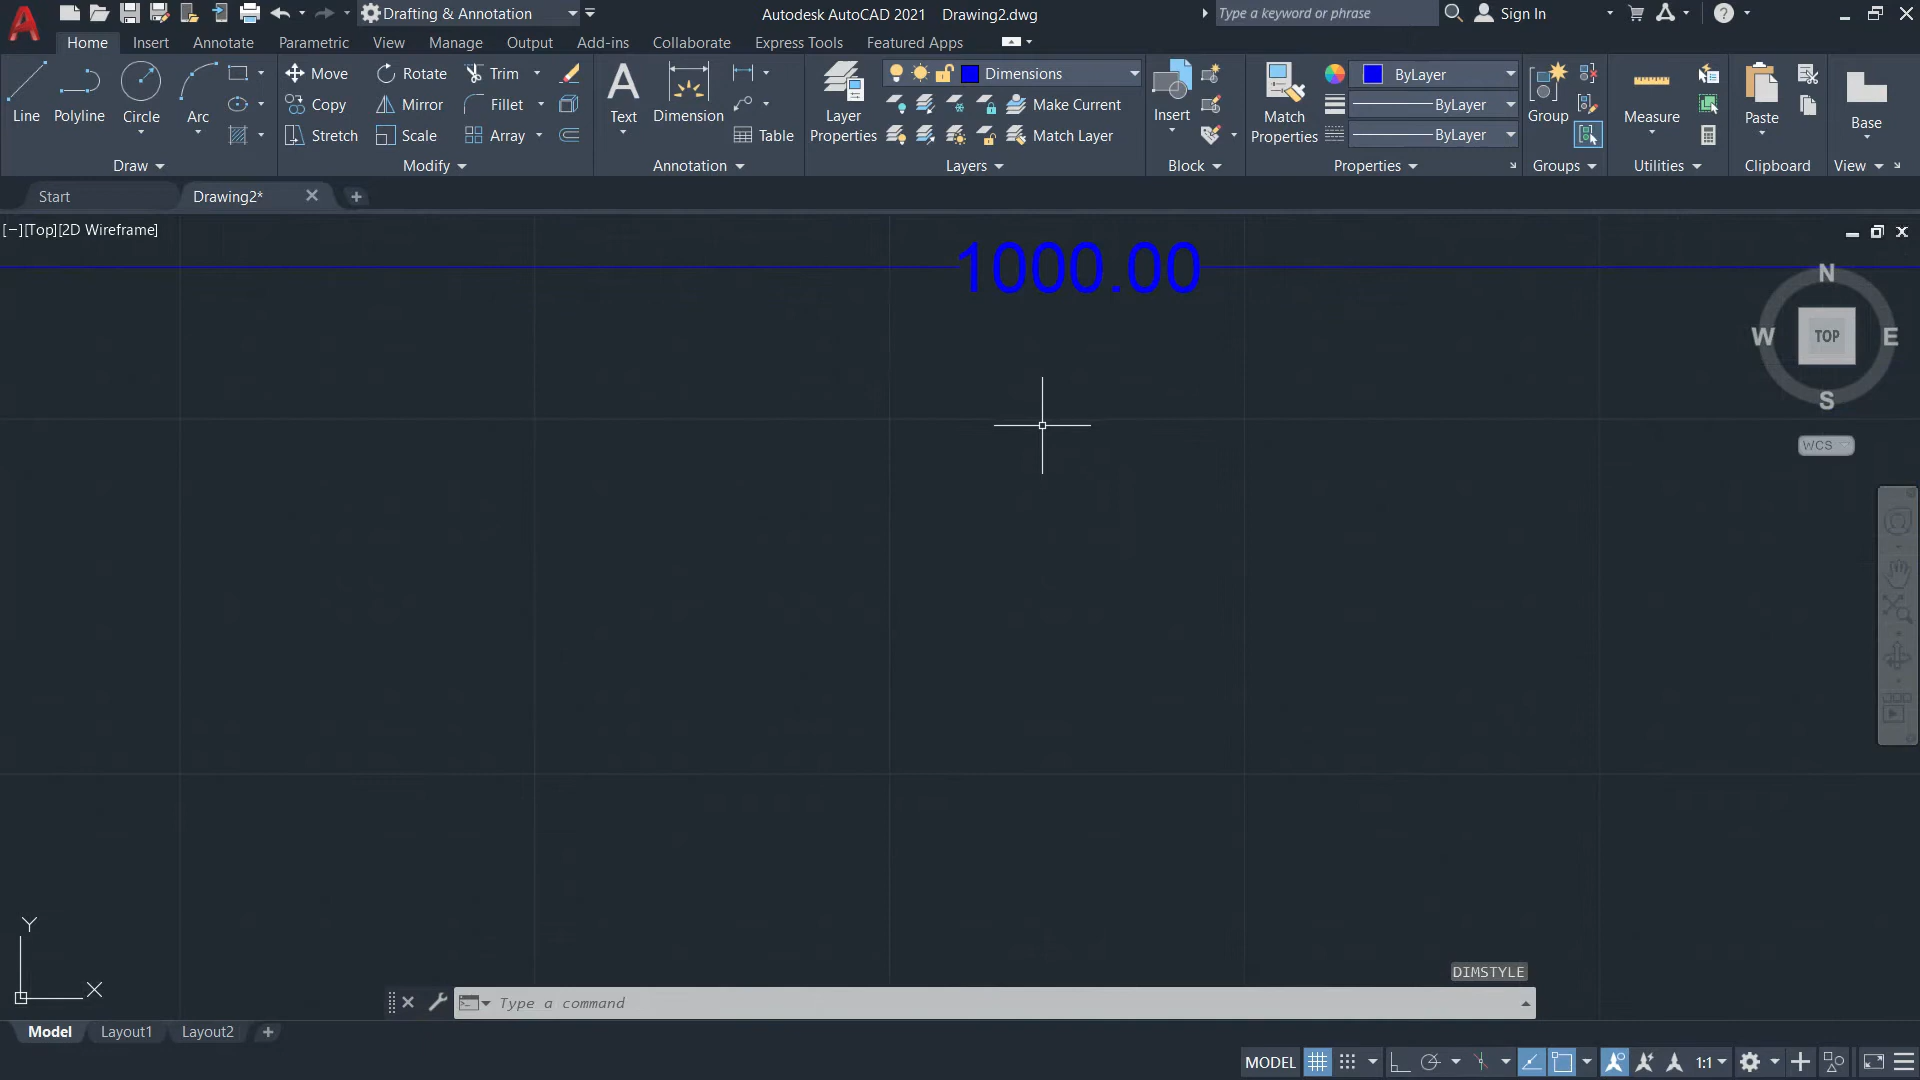 Drafting & Annotation
Autodesk AutoCAD 2021 Drawing2.dwg
Type a keyword or phrase
Sign In
Home Insert Annotate Parametric View Manage Output Add-ins Collaborate Express Tools Featured Apps
Line
Polyline
Circle
Arc
Draw
Move
Rotate
Trim
Copy
Mirror
Fillet
Stretch
Scale
Array
Modify
Text
Dimension
Table
Annotation
Layer
Properties
Dimensions
Make Current
Match Layer
Layers
Insert
Block
Match
Properties
ByLayer
ByLayer
ByLayer
Properties
Group
Groups
Measure
Utilities
Paste
Clipboard
Base
View
Start
Drawing2*
[−][Top][2D Wireframe]
1000.00
N
W
TOP
E
S
WCS
Y
X
DIMSTYLE
Type a command
Model Layout1 Layout2
MODEL
1:1